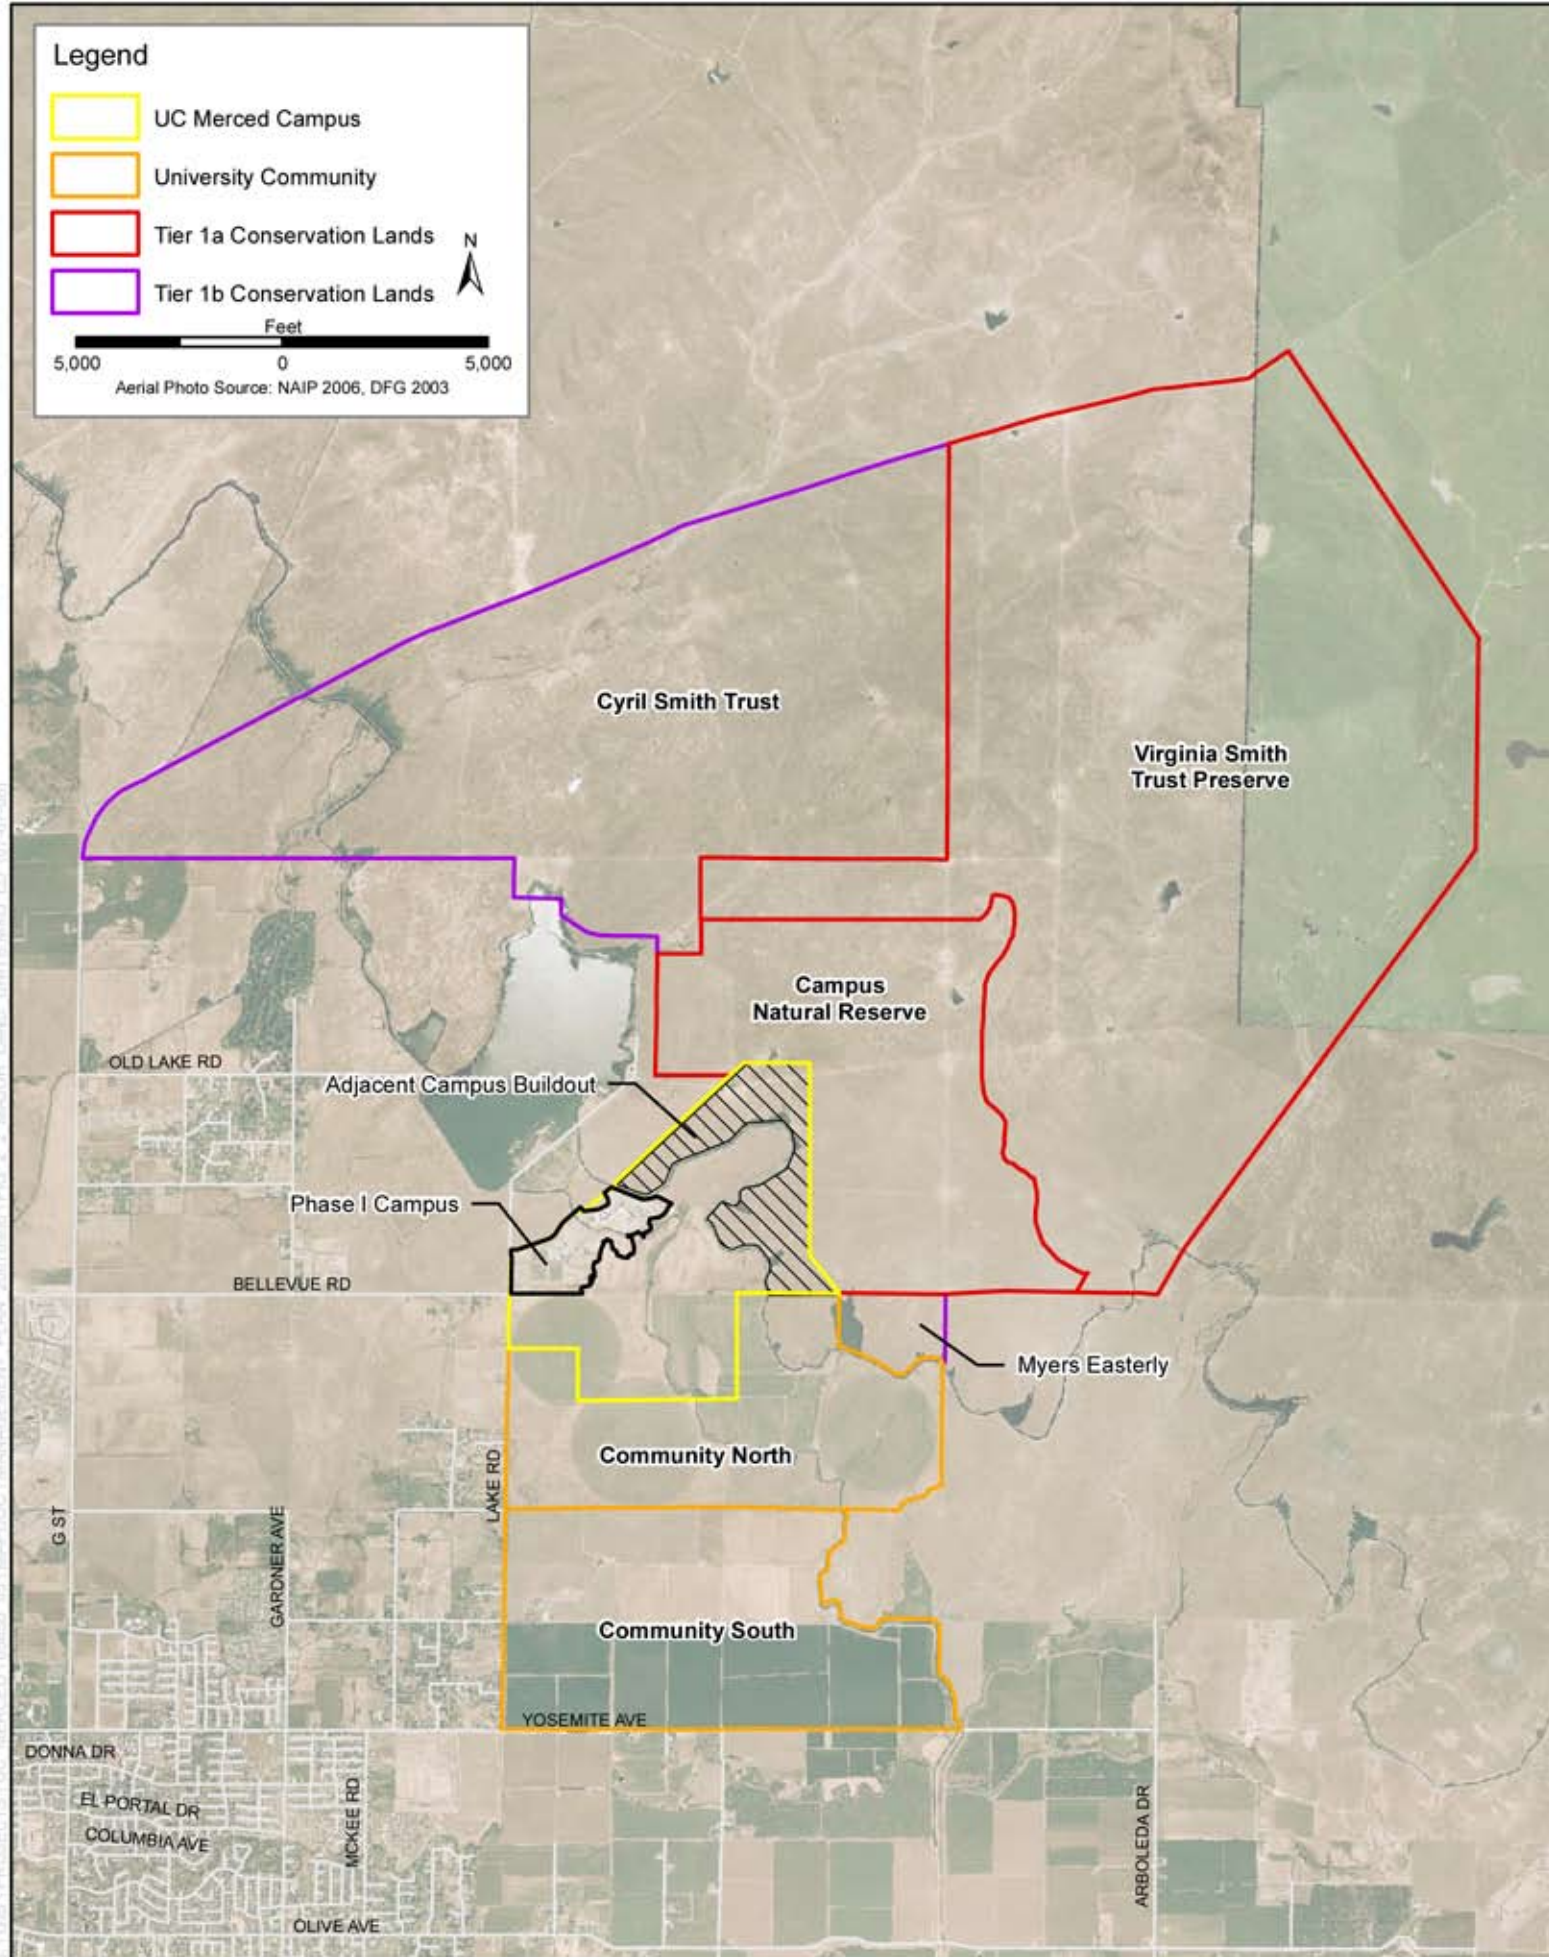 Legend
UC Merced Campus
University Community
Tier 1a Conservation Lands
Tier 1b Conservation Lands
N
Feet
5,000 0 5,000
Aerial Photo Source: NAIP 2006, DFG 2003
Cyril Smith Trust
Virginia Smith
Trust Preserve
Campus
Natural Reserve
OLD LAKE RD
Adjacent Campus Buildout
Phase I Campus
BELLEVUE RD
Myers Easterly
Community North
LAKE RD
G ST
GARDNER AVE
Community South
YOSEMITE AVE
DONNA DR
EL PORTAL DR
COLUMBIA AVE
MCKEE RD
ARBOLEDA DR
OLIVE AVE